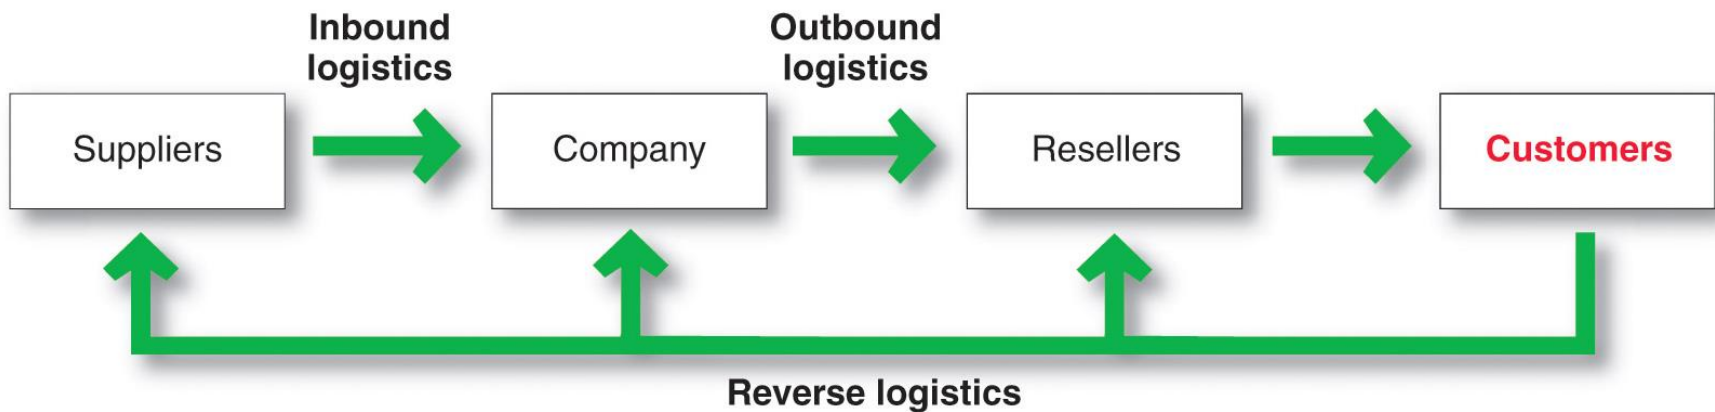 Inbound
logistics
Outbound
logistics
Suppliers
Company
Resellers
Customers
Reverse logistics